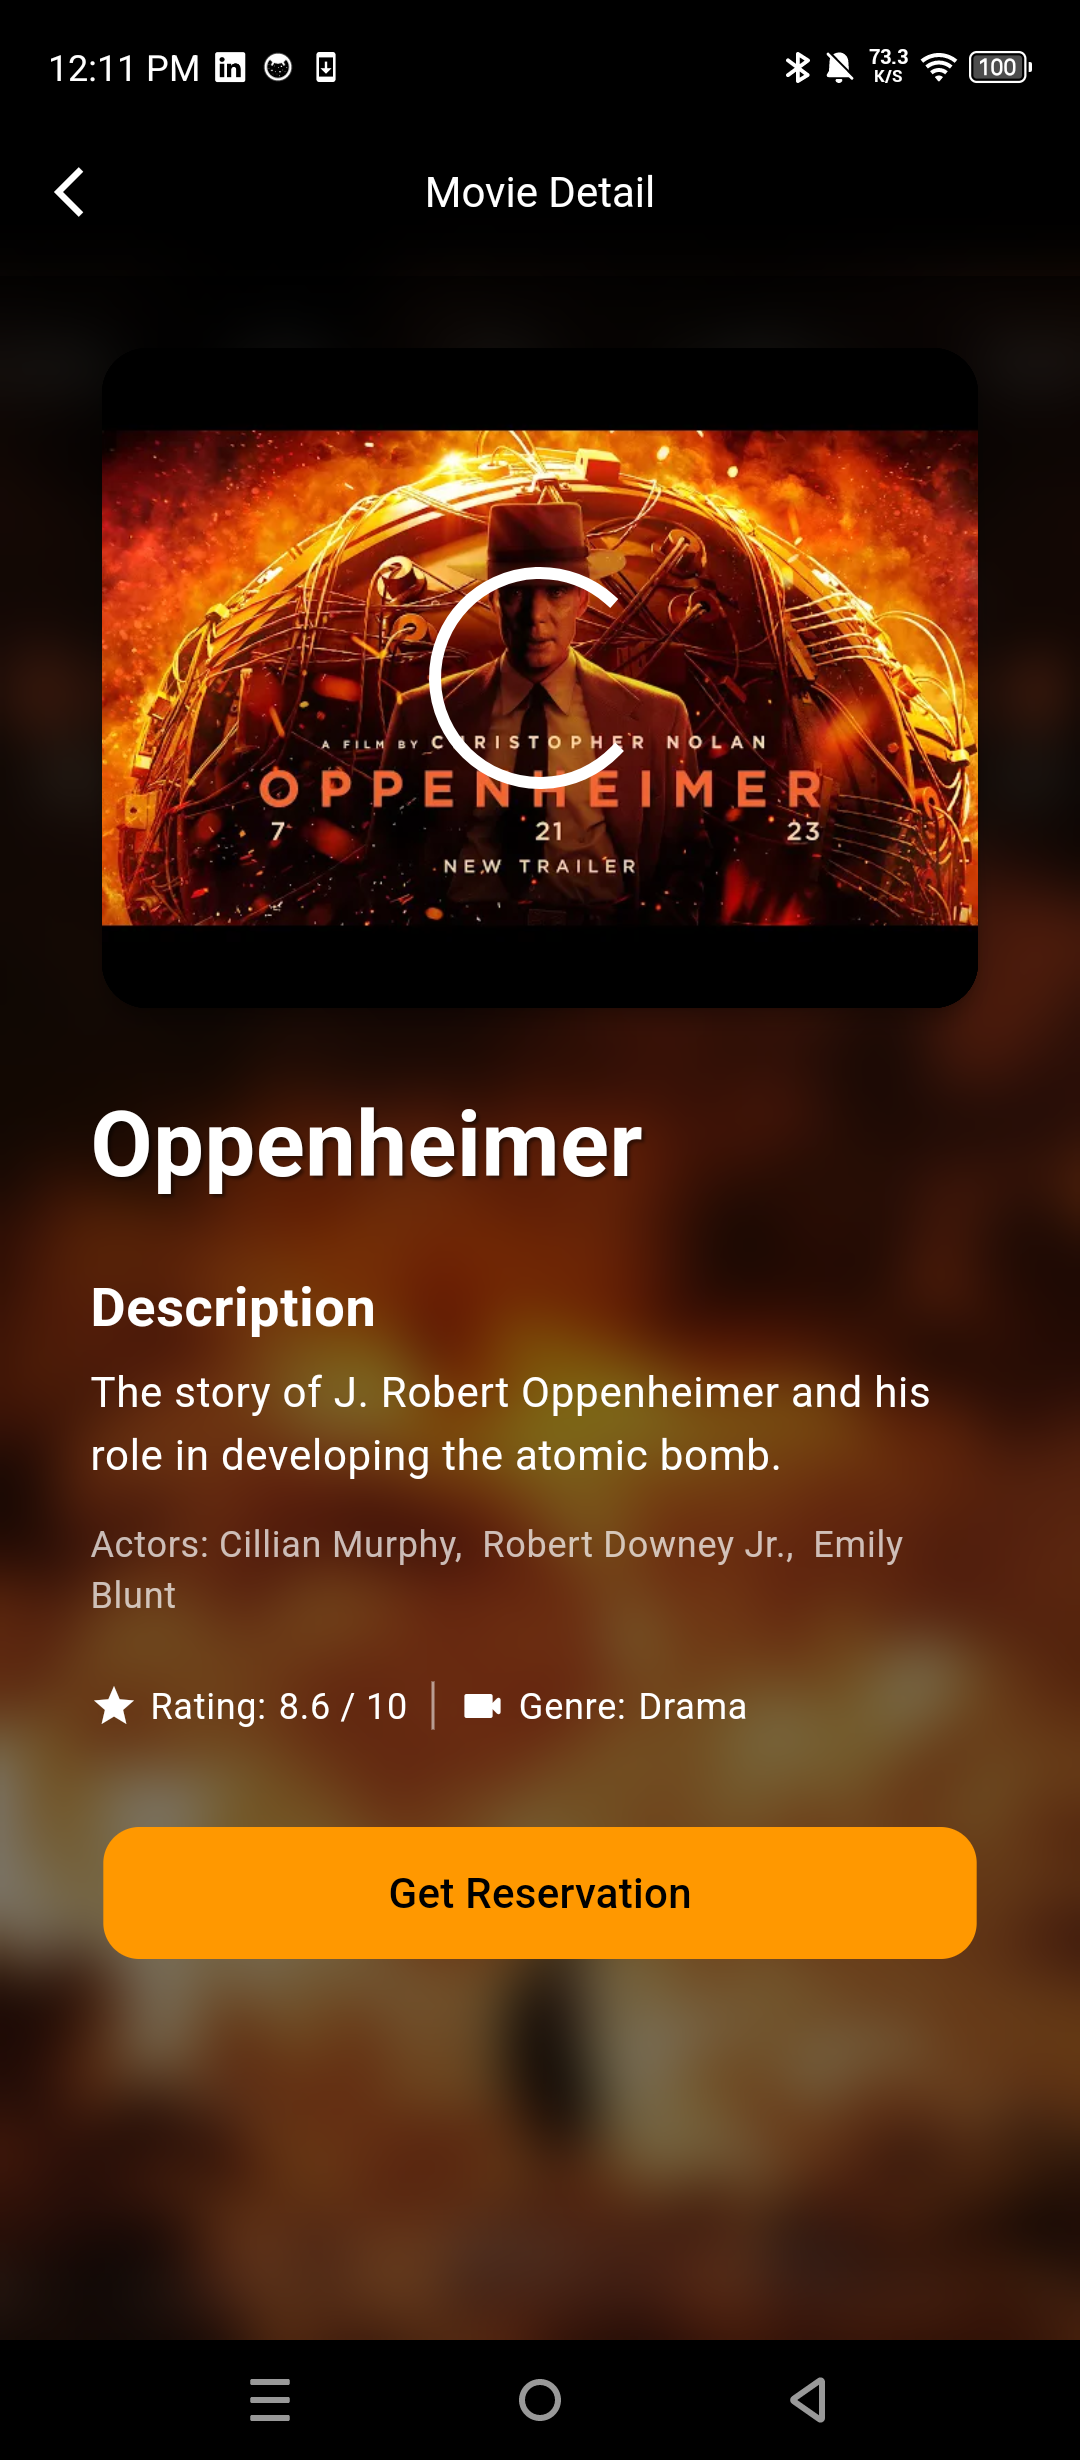 12:11 PM
73.3
K/S
100
Movie Detail
A FILM BY CHRISTOPHER NOLAN
OPPENHEIMER
7 21 23
NEW TRAILER
Oppenheimer
Description
The story of J. Robert Oppenheimer and his
role in developing the atomic bomb.
Actors: Cillian Murphy, Robert Downey Jr., Emily
Blunt
Rating: 8.6 / 10 Genre: Drama
Get Reservation